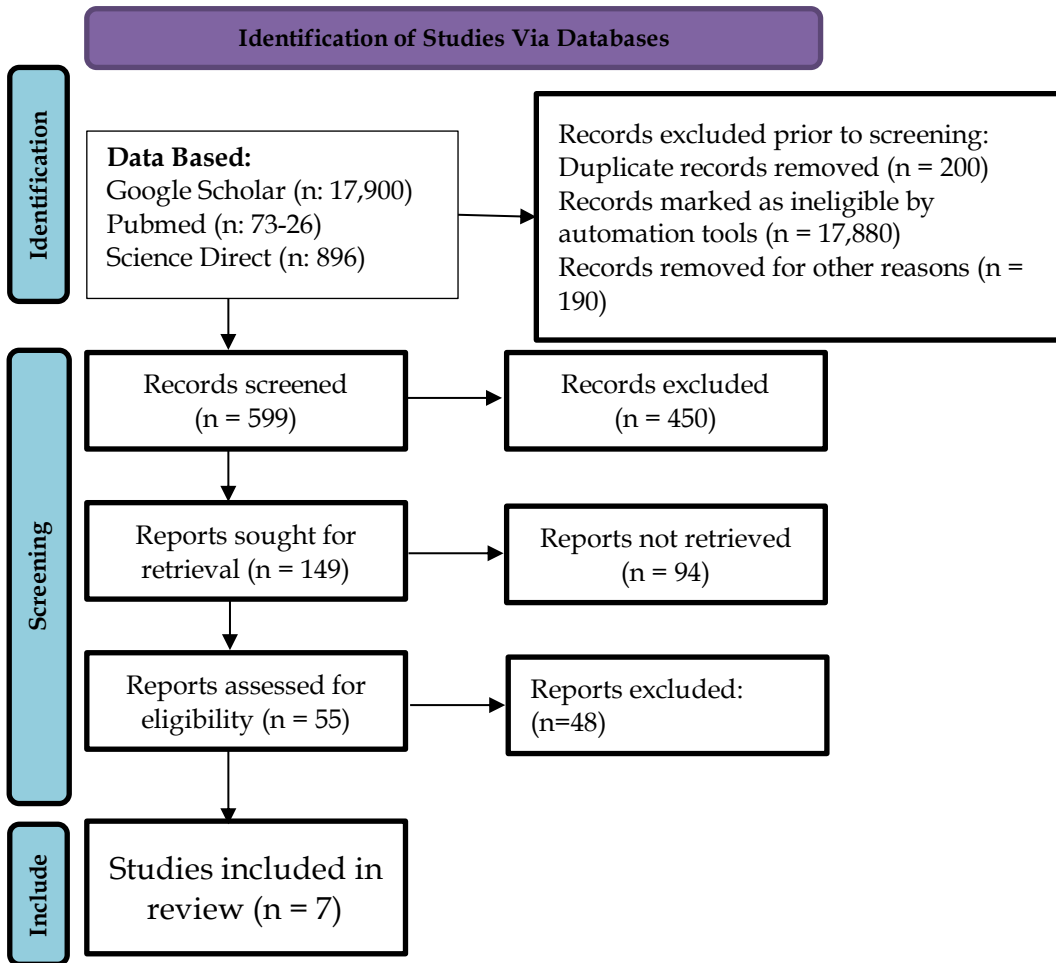 Identification of Studies Via Databases
Identification
Data Based:
Google Scholar (n: 17,900)
Pubmed (n: 73-26)
Science Direct (n: 896)
Records excluded prior to screening:
Duplicate records removed (n = 200)
Records marked as ineligible by
automation tools (n = 17,880)
Records removed for other reasons (n =
190)
Screening
Records screened
(n = 599)
Records excluded
(n = 450)
Reports sought for
retrieval (n = 149)
Reports not retrieved
(n = 94)
Reports assessed for
eligibility (n = 55)
Reports excluded:
(n=48)
Include
Studies included in
review (n = 7)